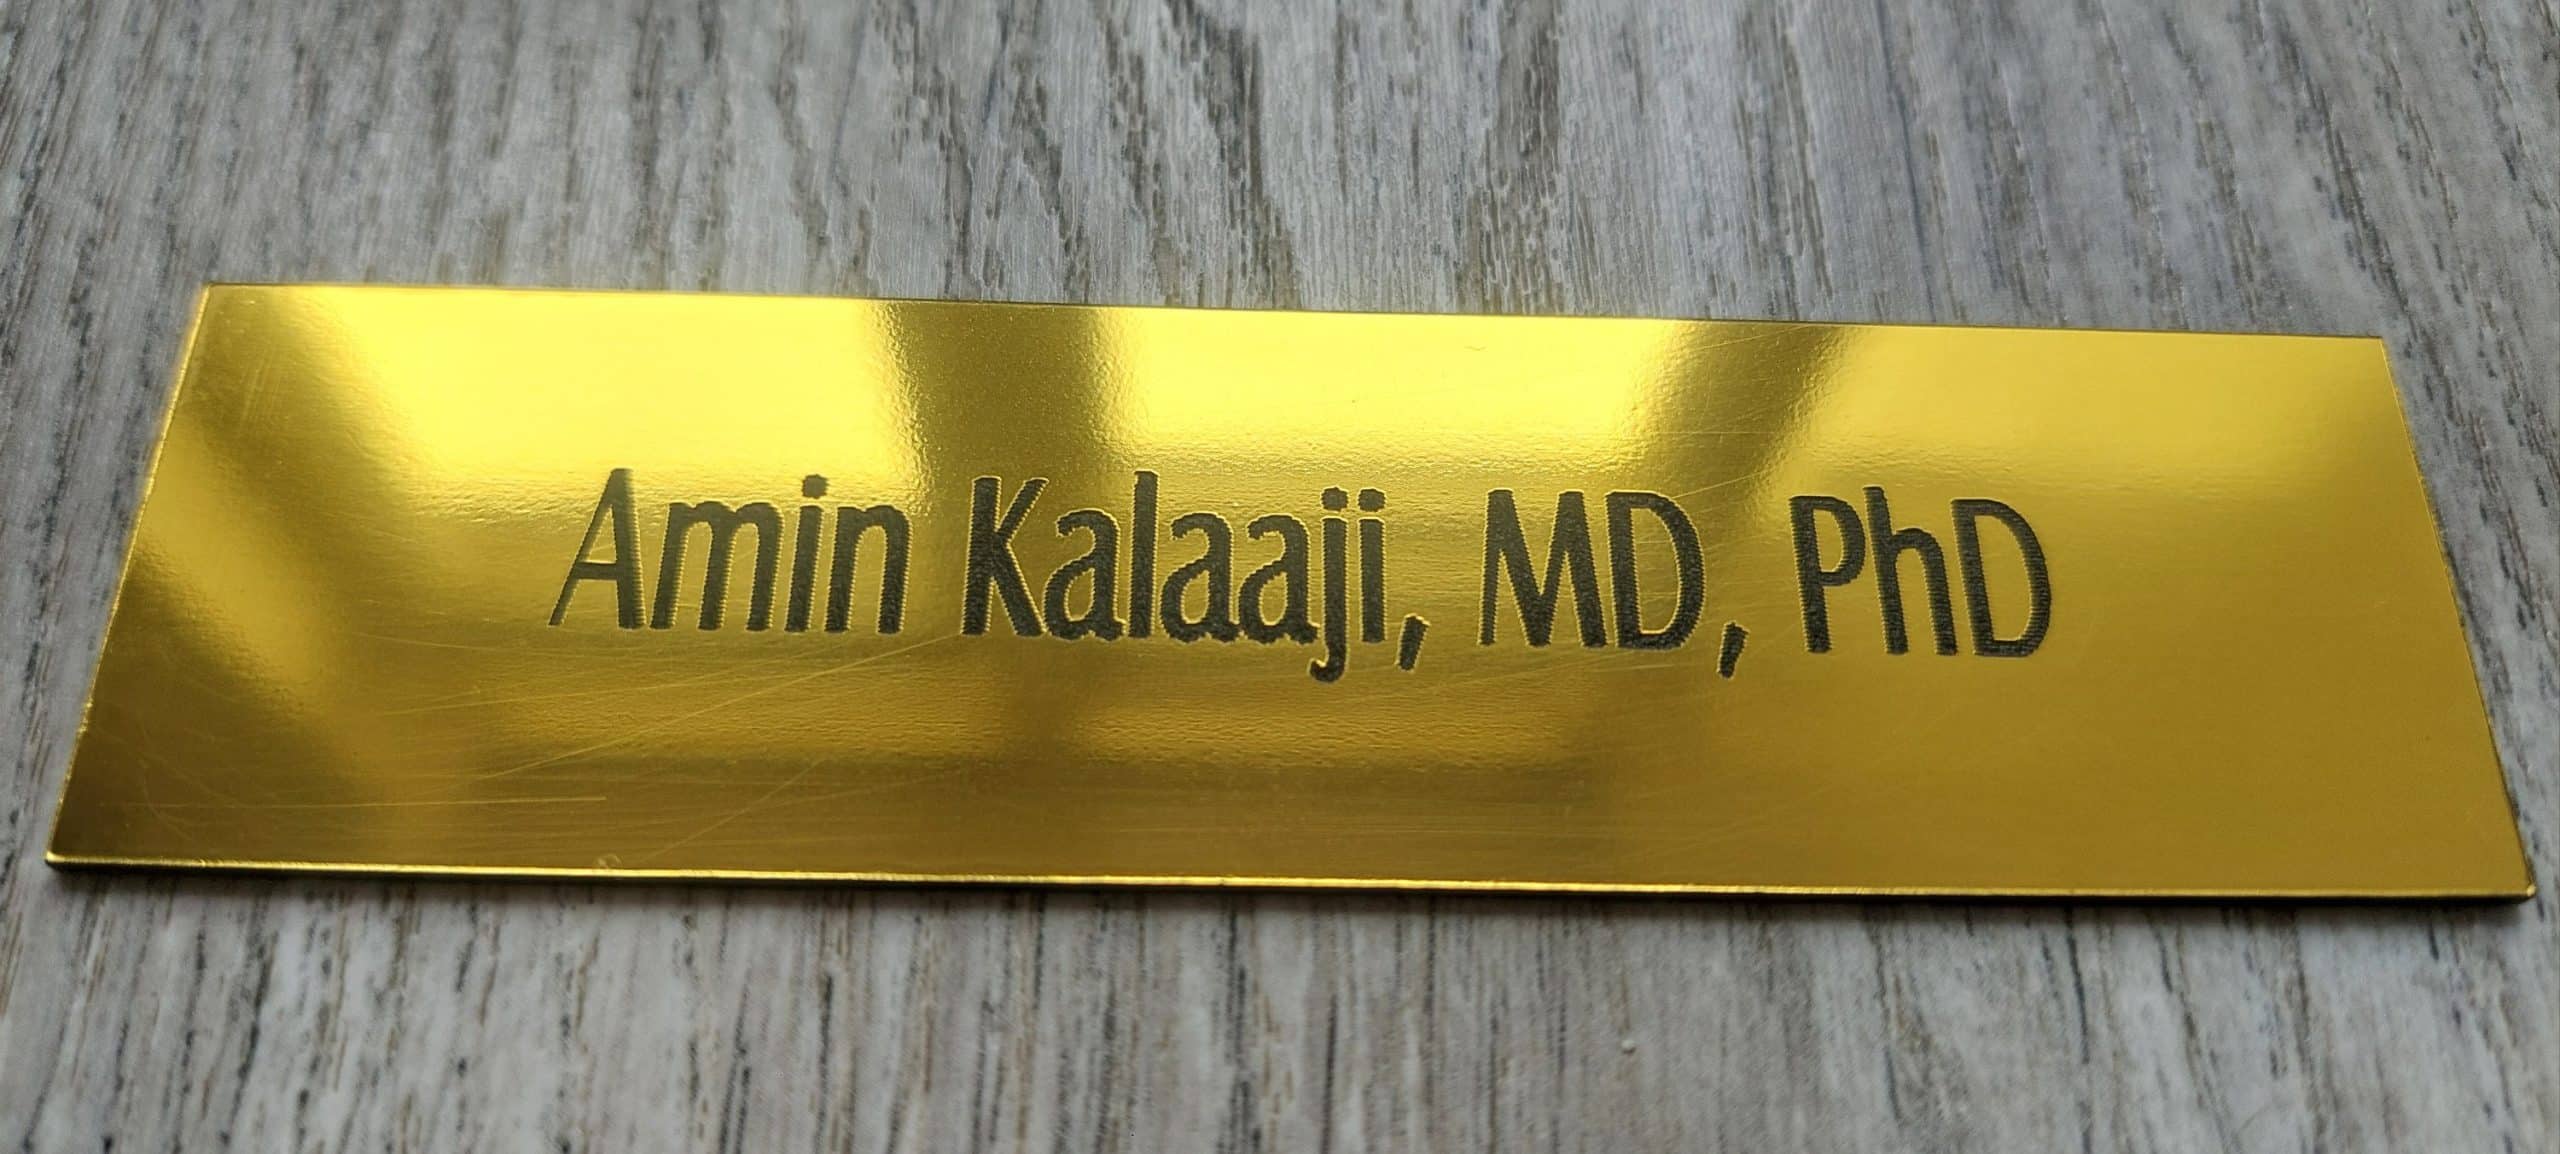 Amin Kalaaji, MD, PhD